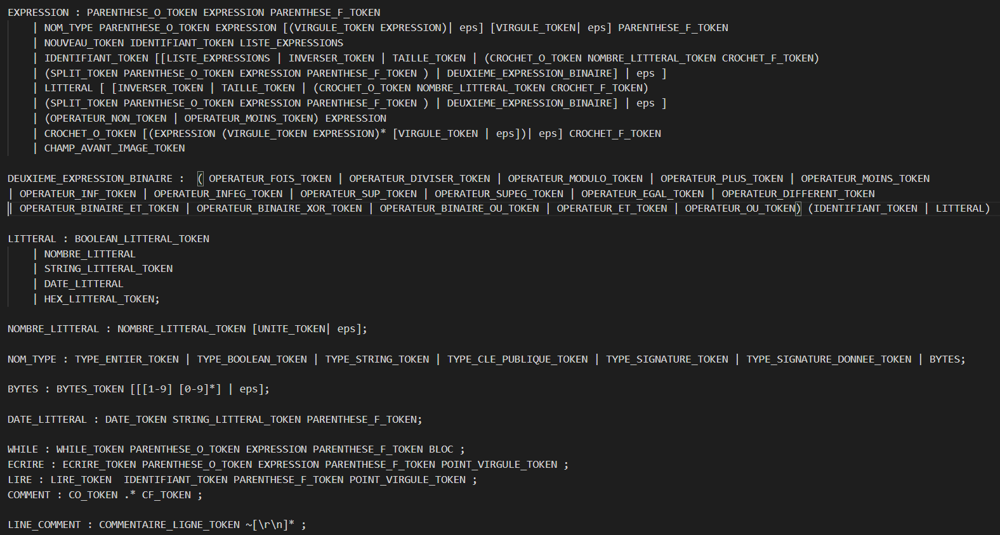 EXPRESSION : PARENTHESE_O_TOKEN EXPRESSION PARENTHESE_F_TOKEN
| NOM_TYPE PARENTHESE_O_TOKEN EXPRESSION [(VIRGULE_TOKEN EXPRESSION)| eps] [VIRGULE_TOKEN| eps] PARENTHESE_F_TOKEN
| NOUVEAU_TOKEN IDENTIFIANT_TOKEN LISTE_EXPRESSIONS
| IDENTIFIANT_TOKEN [[LISTE_EXPRESSIONS | INVERSER_TOKEN | TAILLE_TOKEN | (CROCHET_O_TOKEN NOMBRE_LITTERAL_TOKEN CROCHET_F_TOKEN)
| (SPLIT_TOKEN PARENTHESE_O_TOKEN EXPRESSION PARENTHESE_F_TOKEN ) | DEUXIEME_EXPRESSION_BINAIRE] | eps ]
| LITTERAL [ [INVERSER_TOKEN | TAILLE_TOKEN | (CROCHET_O_TOKEN NOMBRE_LITTERAL_TOKEN CROCHET_F_TOKEN)
| (SPLIT_TOKEN PARENTHESE_O_TOKEN EXPRESSION PARENTHESE_F_TOKEN ) | DEUXIEME_EXPRESSION_BINAIRE] | eps ]
| (OPERATEUR_NON_TOKEN | OPERATEUR_MOINS_TOKEN) EXPRESSION
| CROCHET_O_TOKEN [(EXPRESSION (VIRGULE_TOKEN EXPRESSION)* [VIRGULE_TOKEN | eps])| eps] CROCHET_F_TOKEN
| CHAMP_AVANT_IMAGE_TOKEN
DEUXIEME_EXPRESSION_BINAIRE :  ( OPERATEUR_FOIS_TOKEN | OPERATEUR_DIVISER_TOKEN | OPERATEUR_MODULO_TOKEN | OPERATEUR_PLUS_TOKEN | OPERATEUR_MOINS_TOKEN
| OPERATEUR_INF_TOKEN | OPERATEUR_INFEG_TOKEN | OPERATEUR_SUP_TOKEN | OPERATEUR_SUPEG_TOKEN | OPERATEUR_EGAL_TOKEN | OPERATEUR_DIFFERENT_TOKEN
| OPERATEUR_BINAIRE_ET_TOKEN | OPERATEUR_BINAIRE_XOR_TOKEN | OPERATEUR_BINAIRE_OU_TOKEN | OPERATEUR_ET_TOKEN | OPERATEUR_OU_TOKEN) (IDENTIFIANT_TOKEN | LITTERAL)
LITTERAL : BOOLEAN_LITTERAL_TOKEN
| NOMBRE_LITTERAL
| STRING_LITTERAL_TOKEN
| DATE_LITTERAL
| HEX_LITTERAL_TOKEN;
NOMBRE_LITTERAL : NOMBRE_LITTERAL_TOKEN [UNITE_TOKEN| eps];
NOM_TYPE : TYPE_ENTIER_TOKEN | TYPE_BOOLEAN_TOKEN | TYPE_STRING_TOKEN | TYPE_CLE_PUBLIQUE_TOKEN | TYPE_SIGNATURE_TOKEN | TYPE_SIGNATURE_DONNEE_TOKEN | BYTES;
BYTES : BYTES_TOKEN [[[1-9] [0-9]*] | eps];
DATE_LITTERAL : DATE_TOKEN STRING_LITTERAL_TOKEN PARENTHESE_F_TOKEN;
WHILE : WHILE_TOKEN PARENTHESE_O_TOKEN EXPRESSION PARENTHESE_F_TOKEN BLOC ;
ECRIRE : ECRIRE_TOKEN PARENTHESE_O_TOKEN EXPRESSION PARENTHESE_F_TOKEN POINT_VIRGULE_TOKEN ;
LIRE : LIRE_TOKEN  IDENTIFIANT_TOKEN PARENTHESE_F_TOKEN POINT_VIRGULE_TOKEN ;
COMMENT : CO_TOKEN .* CF_TOKEN ;
LINE_COMMENT : COMMENTAIRE_LIGNE_TOKEN ~[\r\n]* ;